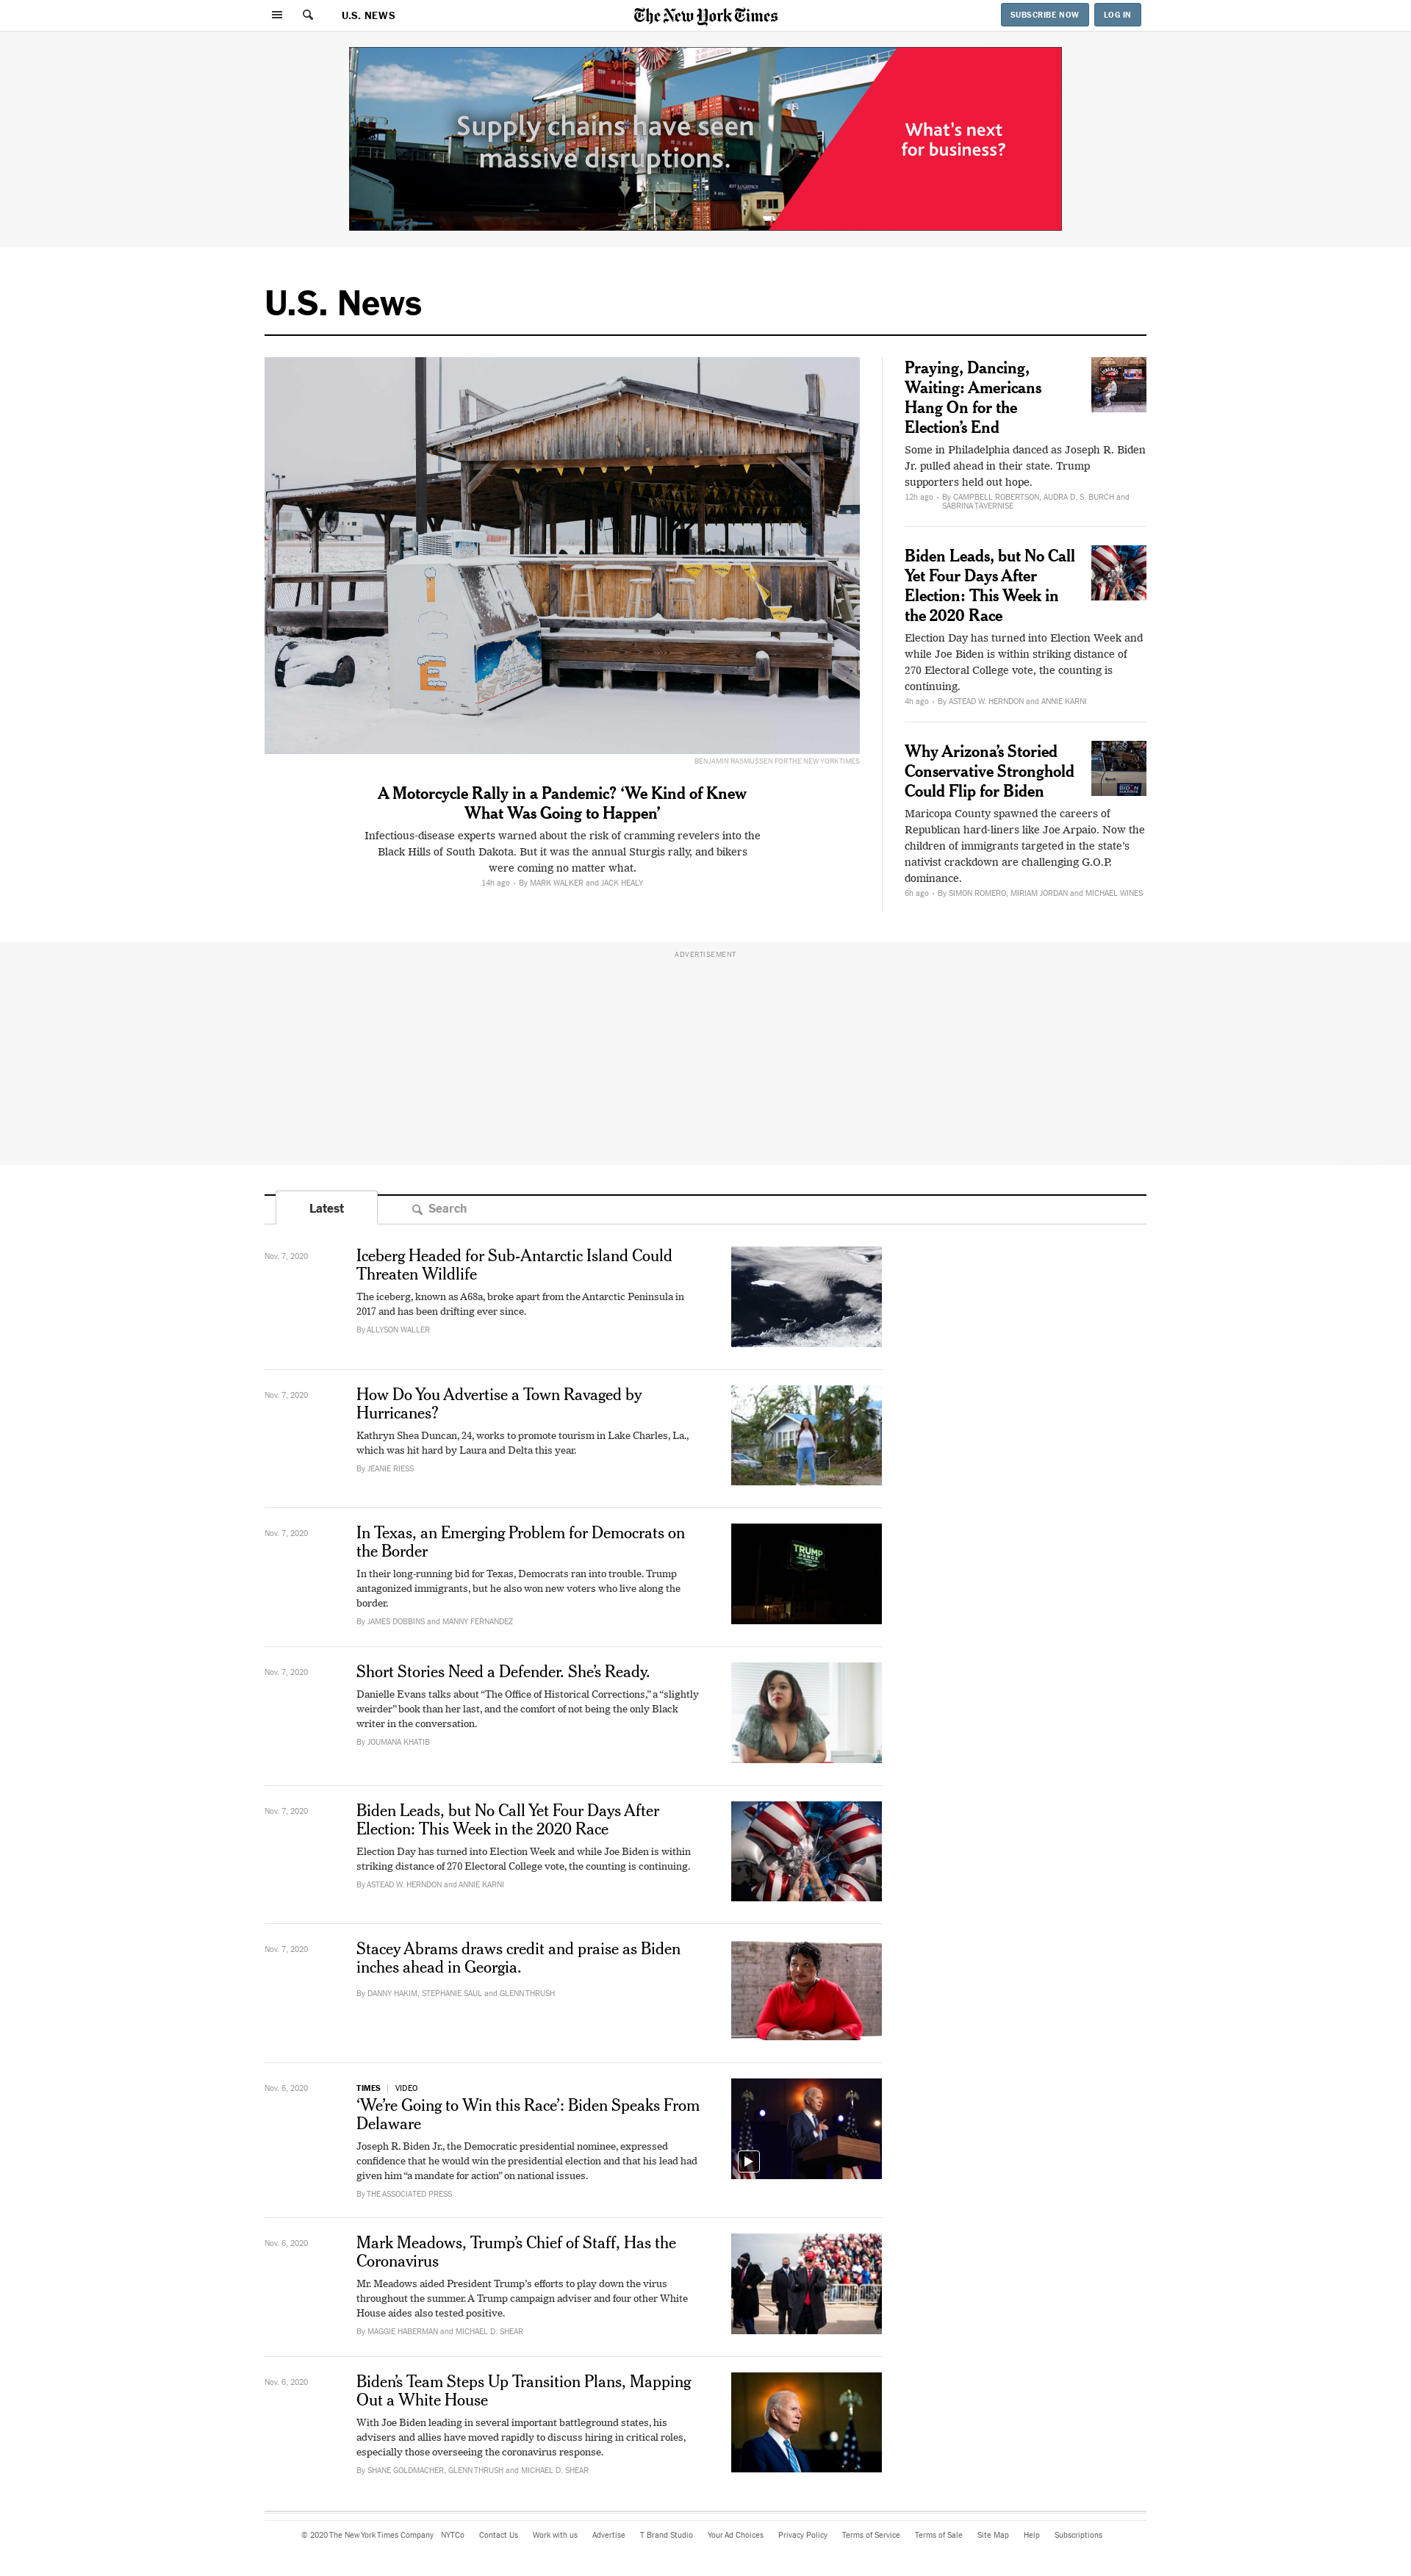 U.S. NEWS
The New York Times
SUBSCRIBE NOW
LOG IN
Supply chains have seen
massive disruptions.
What's next
for business?
U.S. News
BENJAMIN RASMUSSEN FOR THE NEW YORK TIMES
A Motorcycle Rally in a Pandemic? ‘We Kind of Knew
What Was Going to Happen’
Infectious-disease experts warned about the risk of cramming revelers into the
Black Hills of South Dakota. But it was the annual Sturgis rally, and bikers
were coming no matter what.
14h ago • By MARK WALKER and JACK HEALY
Praying, Dancing,
Waiting: Americans
Hang On for the
Election’s End
Some in Philadelphia danced as Joseph R. Biden
Jr. pulled ahead in their state. Trump
supporters held out hope.
12h ago • By CAMPBELL ROBERTSON, AUDRA D. S. BURCH and
SABRINA TAVERNISE
Biden Leads, but No Call
Yet Four Days After
Election: This Week in
the 2020 Race
Election Day has turned into Election Week and
while Joe Biden is within striking distance of
270 Electoral College vote, the counting is
continuing.
4h ago • By ASTEAD W. HERNDON and ANNIE KARNI
Why Arizona’s Storied
Conservative Stronghold
Could Flip for Biden
Maricopa County spawned the careers of
Republican hard-liners like Joe Arpaio. Now the
children of immigrants targeted in the state’s
nativist crackdown are challenging G.O.P.
dominance.
6h ago • By SIMON ROMERO, MIRIAM JORDAN and MICHAEL WINES
ADVERTISEMENT
Latest
Search
Nov. 7, 2020
Iceberg Headed for Sub-Antarctic Island Could
Threaten Wildlife
The iceberg, known as A68a, broke apart from the Antarctic Peninsula in
2017 and has been drifting ever since.
By ALLYSON WALLER
Nov. 7, 2020
How Do You Advertise a Town Ravaged by
Hurricanes?
Kathryn Shea Duncan, 24, works to promote tourism in Lake Charles, La.,
which was hit hard by Laura and Delta this year.
By JEANIE RIESS
Nov. 7, 2020
In Texas, an Emerging Problem for Democrats on
the Border
In their long-running bid for Texas, Democrats ran into trouble. Trump
antagonized immigrants, but he also won new voters who live along the
border.
By JAMES DOBBINS and MANNY FERNANDEZ
TRUMP
PENCE
Nov. 7, 2020
Short Stories Need a Defender. She’s Ready.
Danielle Evans talks about “The Office of Historical Corrections,” a “slightly
weirder” book than her last, and the comfort of not being the only Black
writer in the conversation.
By JOUMANA KHATIB
Nov. 7, 2020
Biden Leads, but No Call Yet Four Days After
Election: This Week in the 2020 Race
Election Day has turned into Election Week and while Joe Biden is within
striking distance of 270 Electoral College vote, the counting is continuing.
By ASTEAD W. HERNDON and ANNIE KARNI
Nov. 7, 2020
Stacey Abrams draws credit and praise as Biden
inches ahead in Georgia.
By DANNY HAKIM, STEPHANIE SAUL and GLENN THRUSH
Nov. 6, 2020
TIMES | VIDEO
‘We’re Going to Win this Race’: Biden Speaks From
Delaware
Joseph R. Biden Jr., the Democratic presidential nominee, expressed
confidence that he would win the presidential election and that his lead had
given him “a mandate for action” on national issues.
By THE ASSOCIATED PRESS
Nov. 6, 2020
Mark Meadows, Trump’s Chief of Staff, Has the
Coronavirus
Mr. Meadows aided President Trump’s efforts to play down the virus
throughout the summer. A Trump campaign adviser and four other White
House aides also tested positive.
By MAGGIE HABERMAN and MICHAEL D. SHEAR
Nov. 6, 2020
Biden’s Team Steps Up Transition Plans, Mapping
Out a White House
With Joe Biden leading in several important battleground states, his
advisers and allies have moved rapidly to discuss hiring in critical roles,
especially those overseeing the coronavirus response.
By SHANE GOLDMACHER, GLENN THRUSH and MICHAEL D. SHEAR
© 2020 The New York Times Company NYTCo Contact Us Work with us Advertise T Brand Studio Your Ad Choices Privacy Policy Terms of Service Terms of Sale Site Map Help Subscriptions